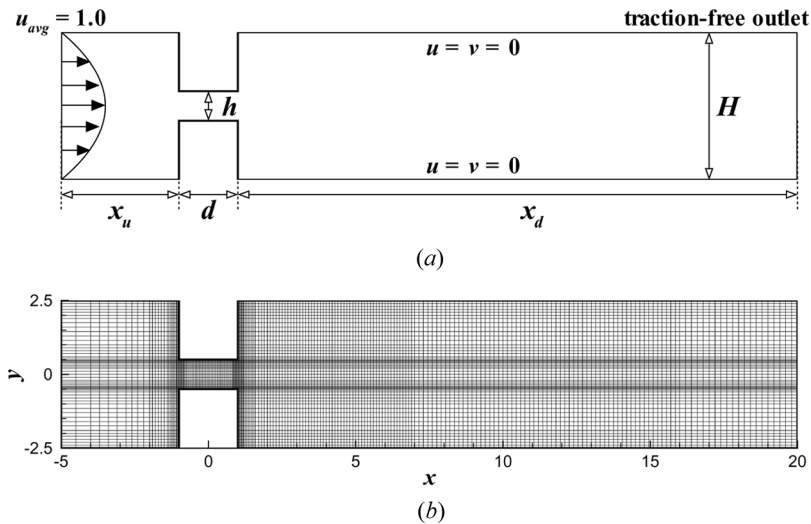 u_avg = 1.0 traction-free outlet
u = v = 0
h H
u = v = 0
x_u d x_d
(a)
2.5
y 0
-2.5
-5 0 5 10 15 20
x
(b)